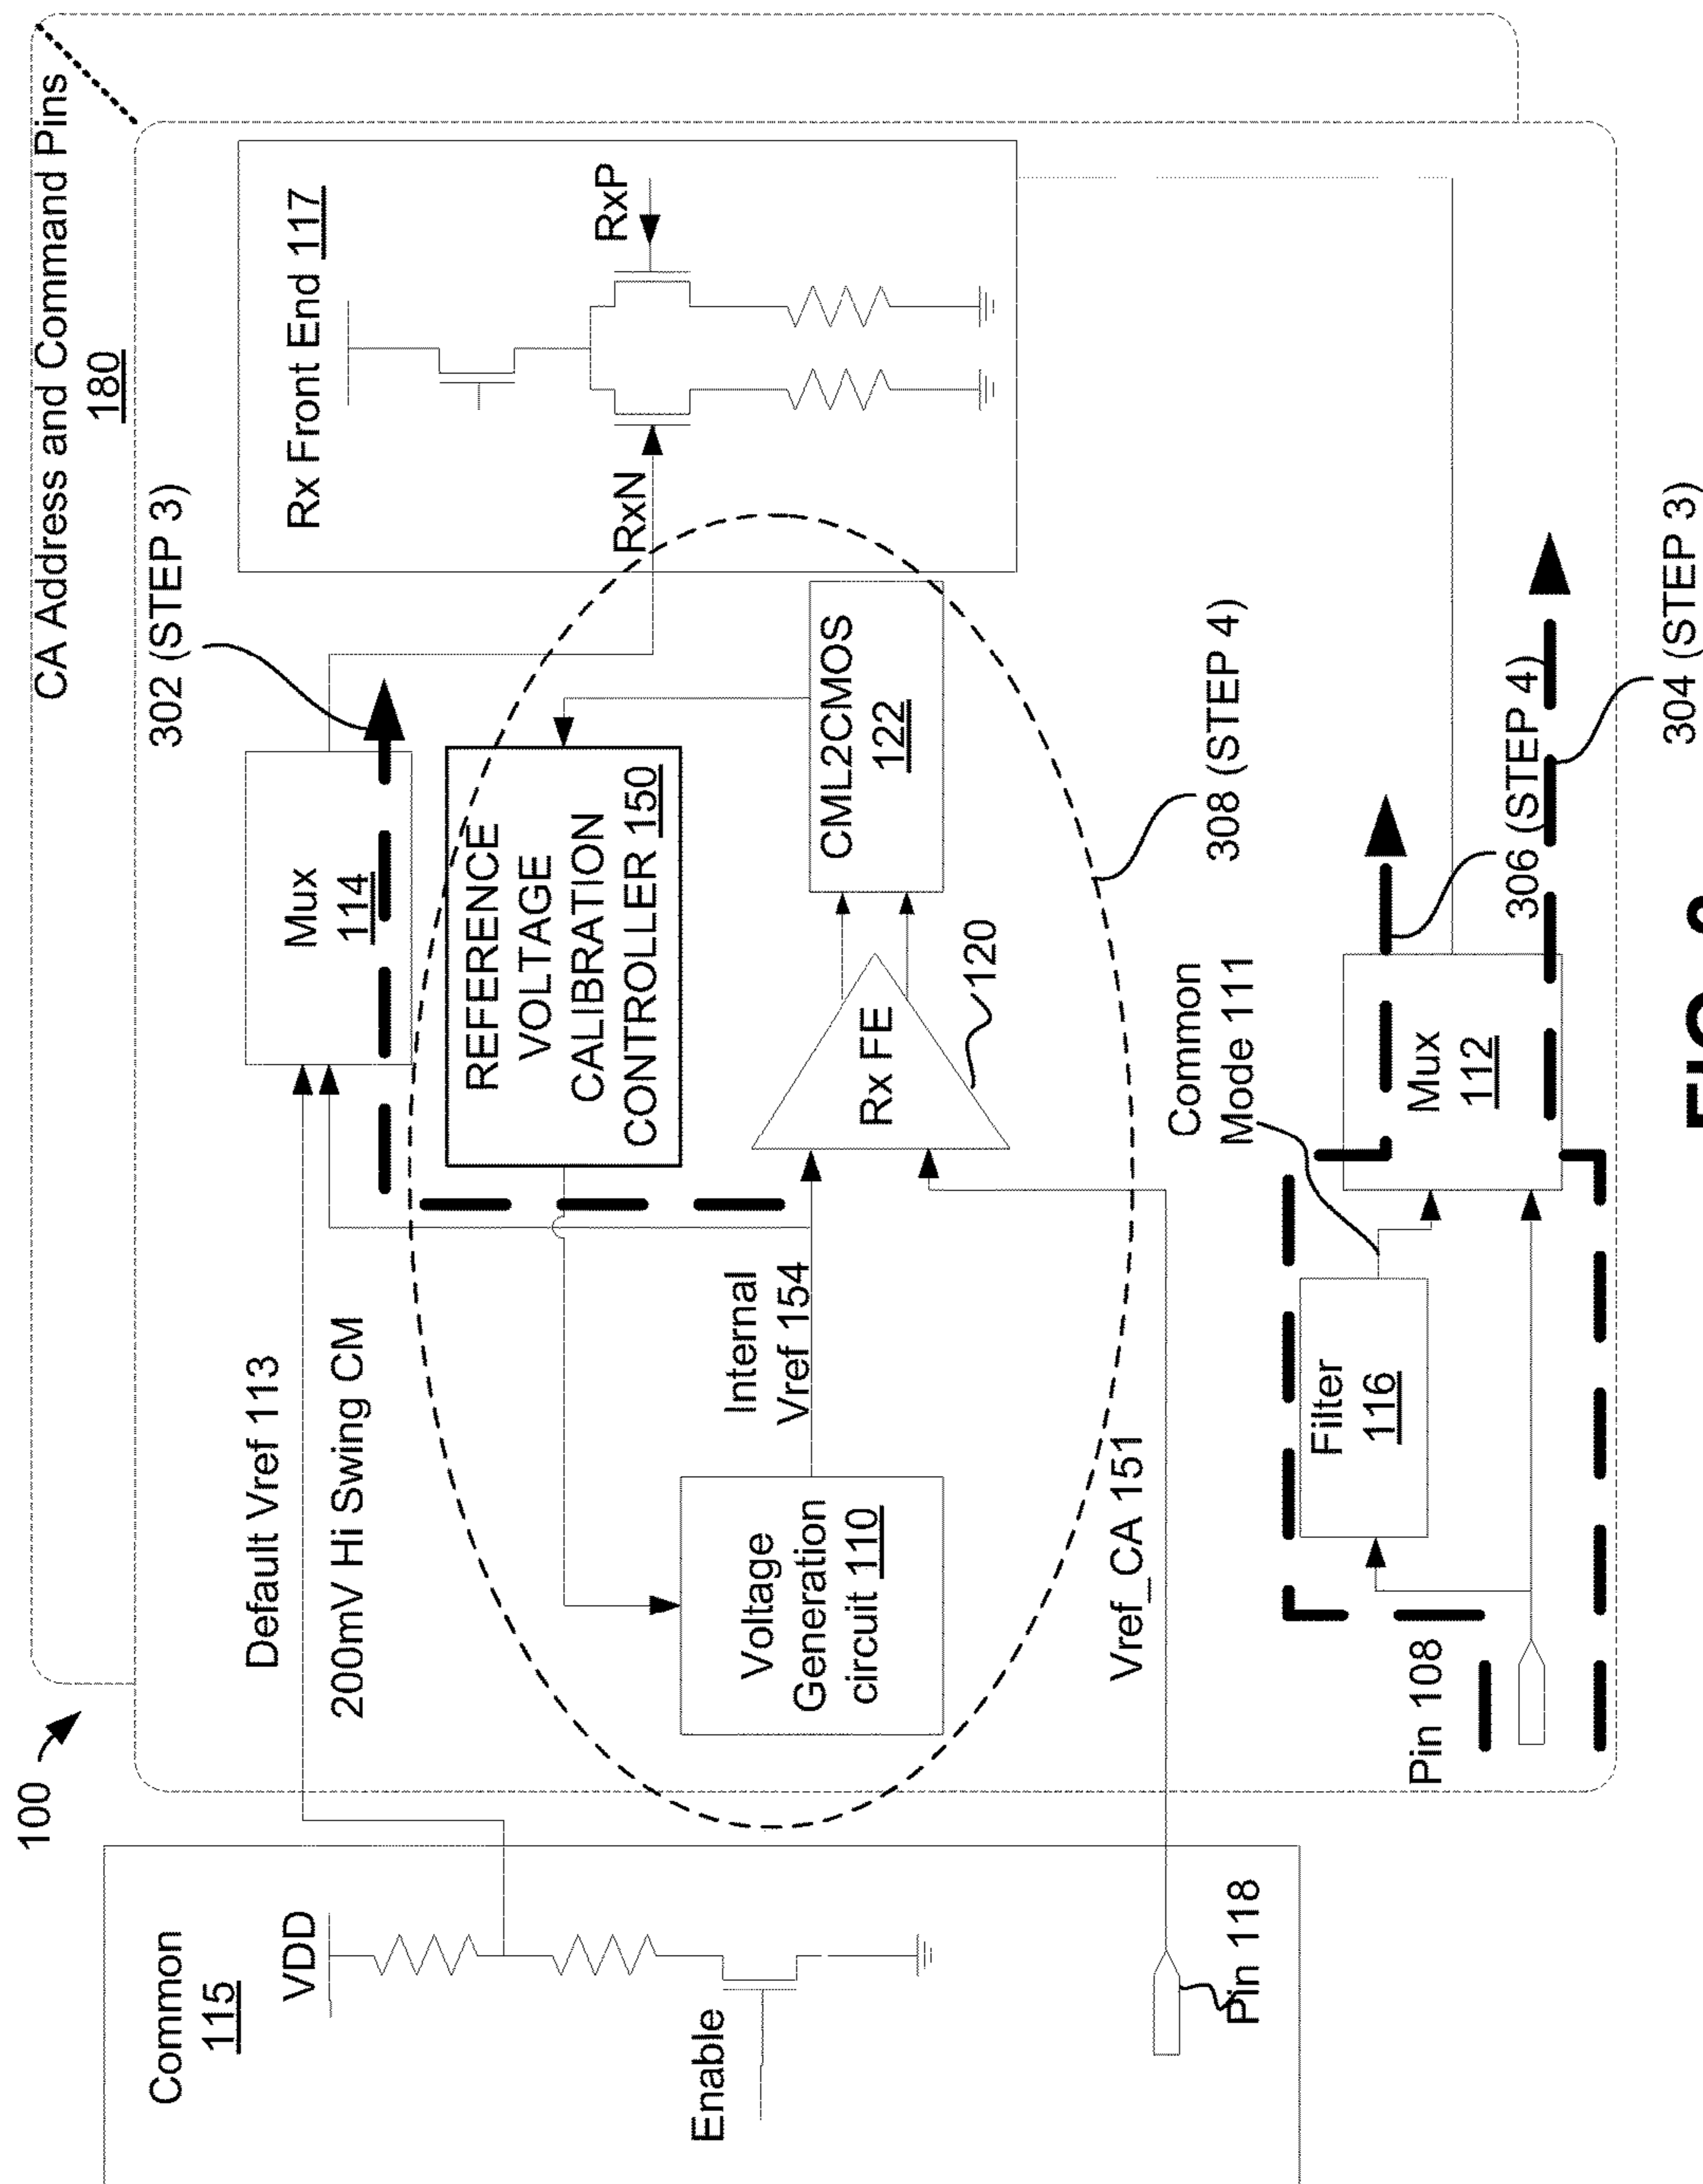 CA Address and Command Pins
180
100
302 (STEP 3)
Common
115
VDD
Enable
Pin 118
Default Vref 113
200mV Hi Swing CM
Mux
114
Rx Front End 117
RxN
RxP
REFERENCE
VOLTAGE
CALIBRATION
CONTROLLER 150
Voltage
Generation
circuit 110
Internal
Vref 154
Rx FE
120
CML2CMOS
122
Vref_CA 151
308 (STEP 4)
Common
Mode 111
Filter
116
Pin 108
Mux
112
306 (STEP 4)
304 (STEP 3)